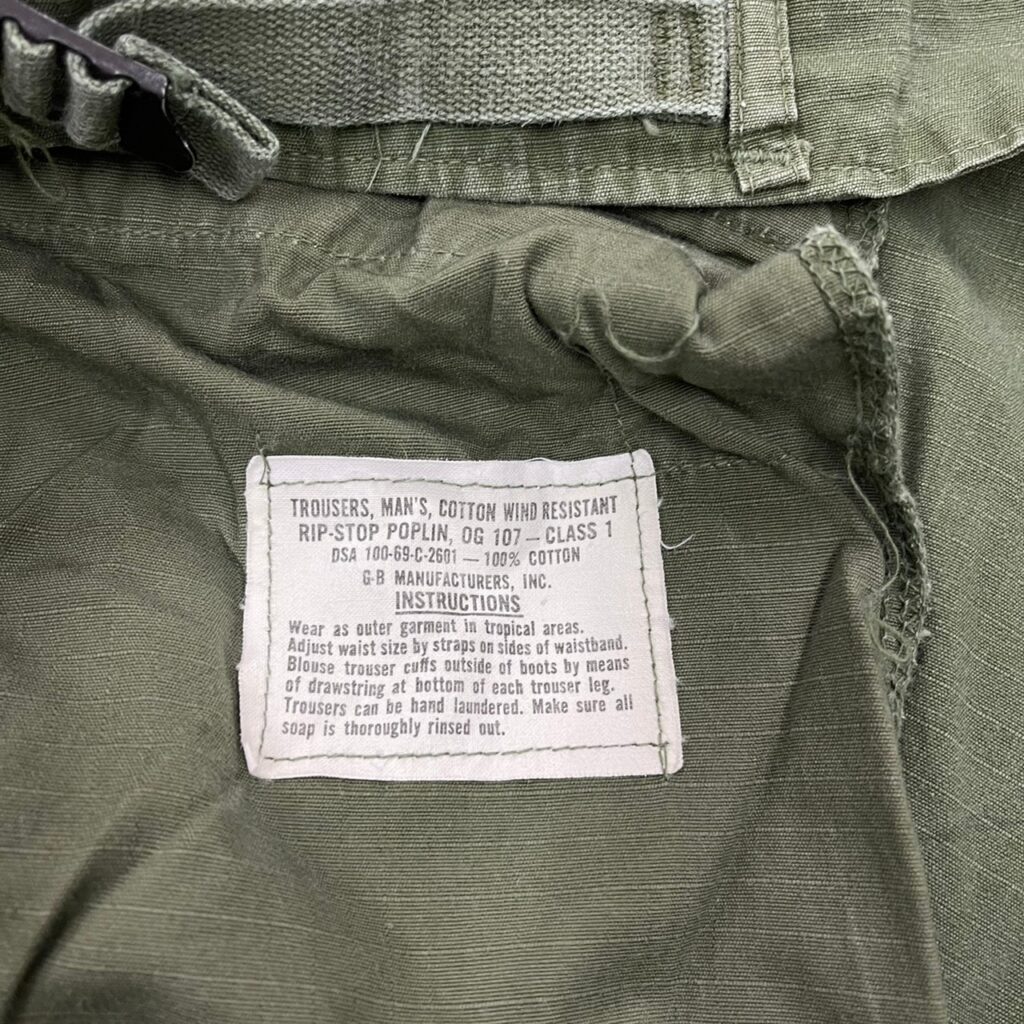 TROUSERS, MAN'S, COTTON WIND RESISTANT
RIP-STOP POPLIN, OG 107 — CLASS 1
DSA 100-69-C-2601 — 100% COTTON
G-B MANUFACTURERS, INC.
INSTRUCTIONS
Wear as outer garment in tropical areas.
Adjust waist size by straps on sides of waistband.
Blouse trouser cuffs outside of boots by means
of drawstring at bottom of each trouser leg.
Trousers can be hand laundered. Make sure all
soap is thoroughly rinsed out.